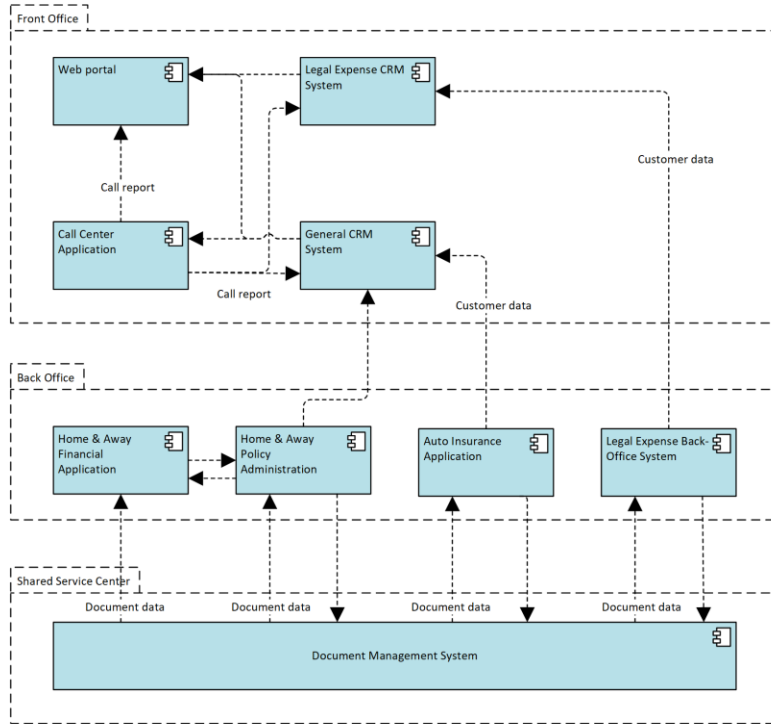 Front Office
Web portal
Legal Expense CRM
System
Customer data
Call report
Call Center
Application
General CRM
System
Call report
Customer data
Back Office
Home & Away
Financial
Application
Home & Away
Policy
Administration
Auto Insurance
Application
Legal Expense Back-
Office System
Shared Service Center
Document data
Document data
Document data
Document data
Document Management System